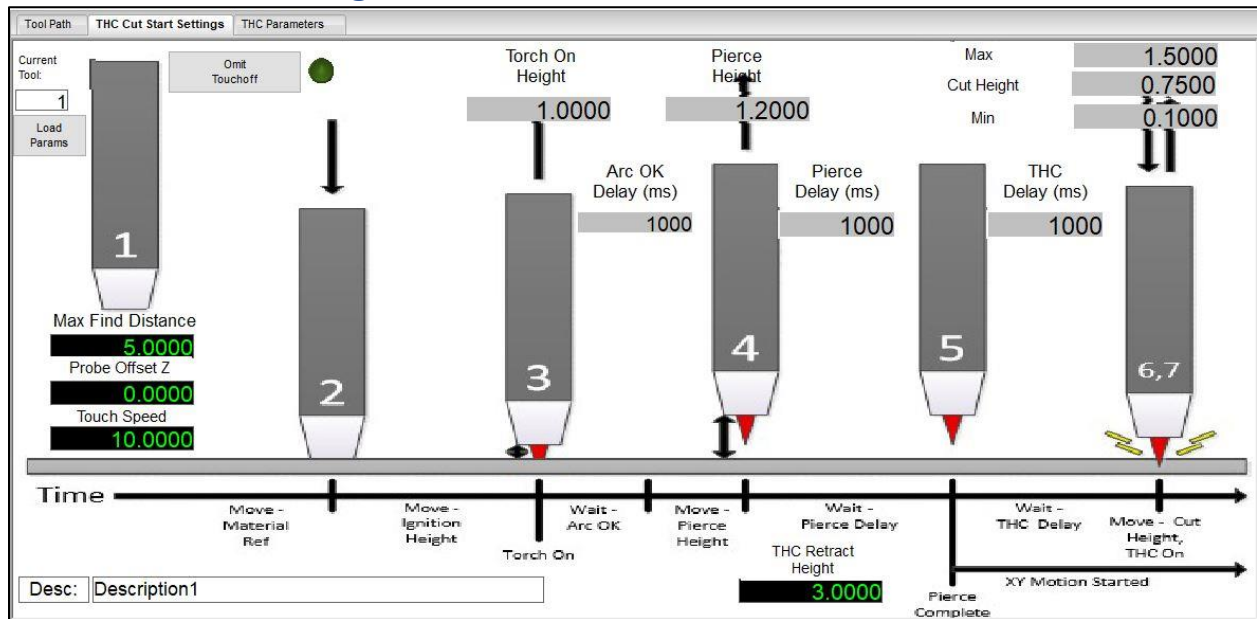 Tool Path
THC Cut Start Settings
THC Parameters
Current
Tool:
1
Load
Params
Omit
Touchoff
Torch On
Height
1.0000
Pierce
Height
1.2000
Max
1.5000
Cut Height
0.7500
Min
0.1000
Arc OK
Delay (ms)
1000
Pierce
Delay (ms)
1000
THC
Delay (ms)
1000
1
2
3
4
5
6,7
Max Find Distance
5.0000
Probe Offset Z
0.0000
Touch Speed
10.0000
Time
Move -
Material
Ref
Move -
Ignition
Height
Torch On
Wait -
Arc OK
Move -
Pierce
Height
Wait -
Pierce Delay
Wait -
THC Delay
Move - Cut
Height,
THC On
THC Retract
Height
3.0000
Pierce
Complete
XY Motion Started
Desc:
Description1